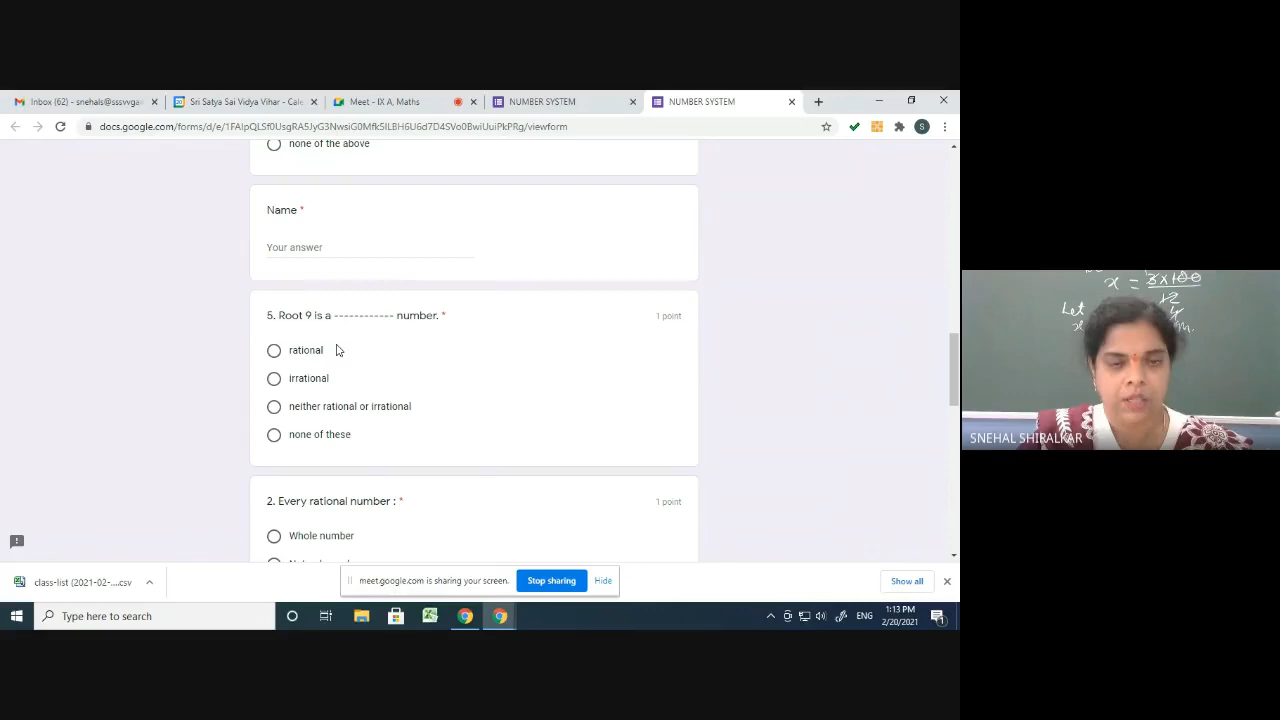 Inbox (62) - snehals@sssvvga
Sri Satya Sai Vidya Vihar - Cale
Meet - IX A, Maths
NUMBER SYSTEM
NUMBER SYSTEM
docs.google.com/forms/d/e/1FAIpQLSf0UsgRA5JyG3NwsiG0Mfk5ILBH6U6d7D4SVo0BwiUuiPkPRg/viewform
S
none of the above
Name *
Your answer
5. Root 9 is a ------------ number. *
1 point
rational
irrational
neither rational or irrational
none of these
2. Every rational number : *
1 point
Whole number
class-list (2021-02-....csv
meet.google.com is sharing your screen.
Stop sharing
Hide
Show all
Type here to search
ENG
1:13 PM
2/20/2021
1
x = 3x100
12
Let
SNEHAL SHIRALKAR